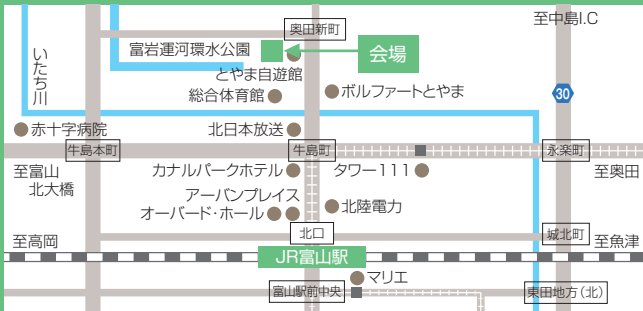 至中島I.C
奥田新町
富岩運河環水公園
会場
いたち川
とやま自遊館
総合体育館
ボルファートとやま
30
赤十字病院
北日本放送
牛島本町
牛島町
永楽町
至富山
北大橋
カナルパークホテル
タワー111
至奥田
アーバンプレイス
オーバード・ホール
北陸電力
北口
城北町
至高岡
至魚津
JR富山駅
マリエ
富山駅前中央
東田地方(北)